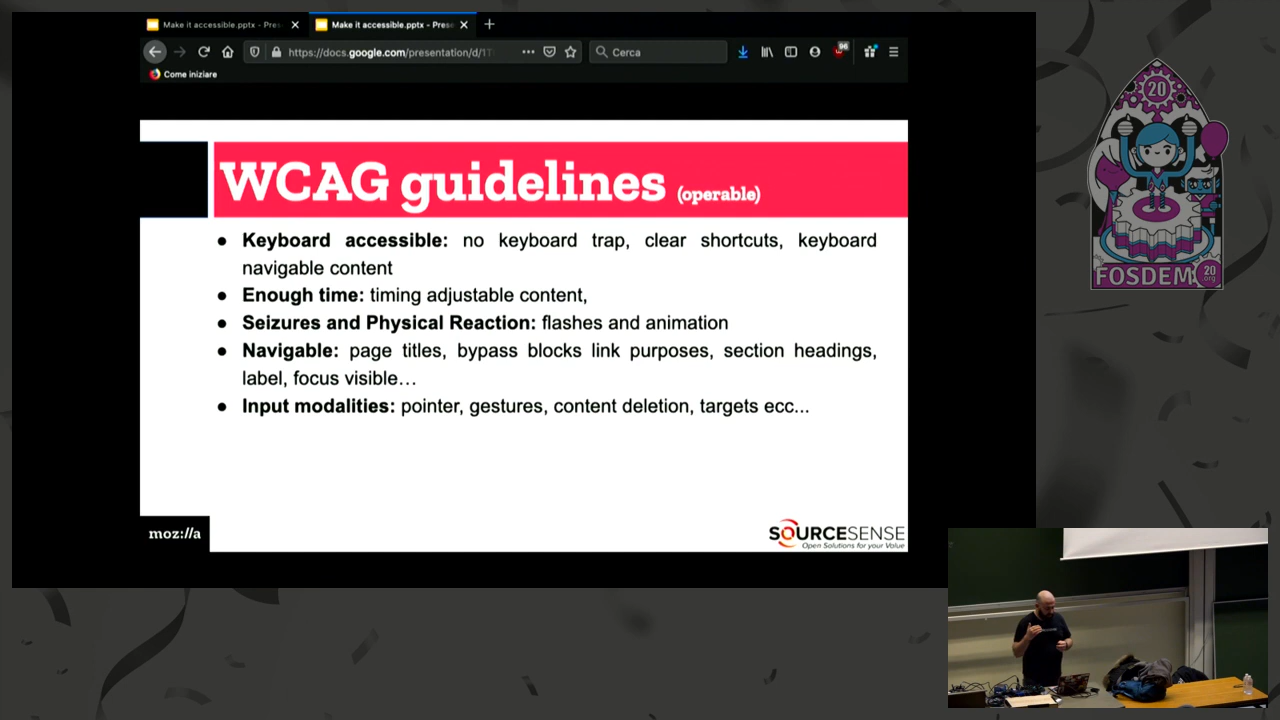 Make it accessible.pptx - Pres
Make it accessible.pptx - Prese
https://docs.google.com/presentation/d/1
Cerca
96
Come iniziare
WCAG guidelines (operable)
● Keyboard accessible: no keyboard trap, clear shortcuts, keyboard
navigable content
● Enough time: timing adjustable content,
● Seizures and Physical Reaction: flashes and animation
● Navigable: page titles, bypass blocks link purposes, section headings,
label, focus visible…
● Input modalities: pointer, gestures, content deletion, targets ecc...
moz://a
SOURCESENSE
Open Solutions for your Value
20
FOSDEM
20
.org